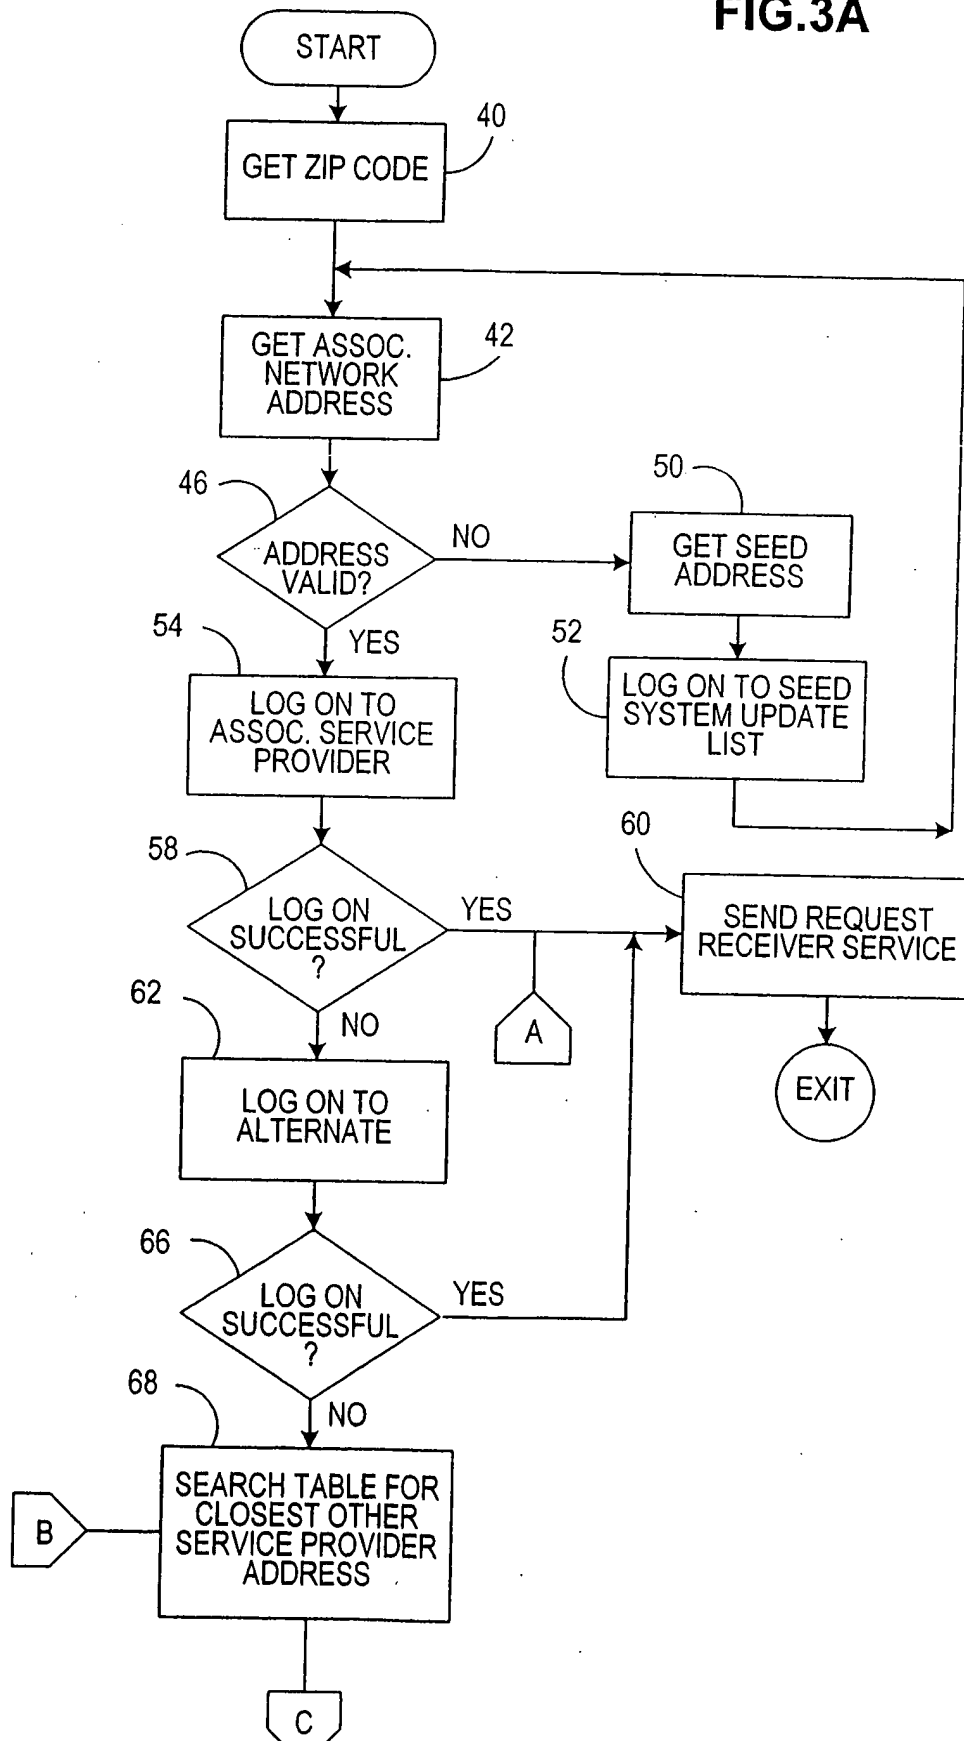 FIG.3A
START
40
GET ZIP CODE
42
GET ASSOC.
NETWORK
ADDRESS
46
ADDRESS
VALID?
NO
YES
50
GET SEED
ADDRESS
52
LOG ON TO SEED
SYSTEM UPDATE
LIST
54
LOG ON TO
ASSOC. SERVICE
PROVIDER
58
LOG ON
SUCCESSFUL
?
YES
NO
A
60
SEND REQUEST
RECEIVER SERVICE
EXIT
62
LOG ON TO
ALTERNATE
66
LOG ON
SUCCESSFUL
?
YES
NO
68
SEARCH TABLE FOR
CLOSEST OTHER
SERVICE PROVIDER
ADDRESS
B
C